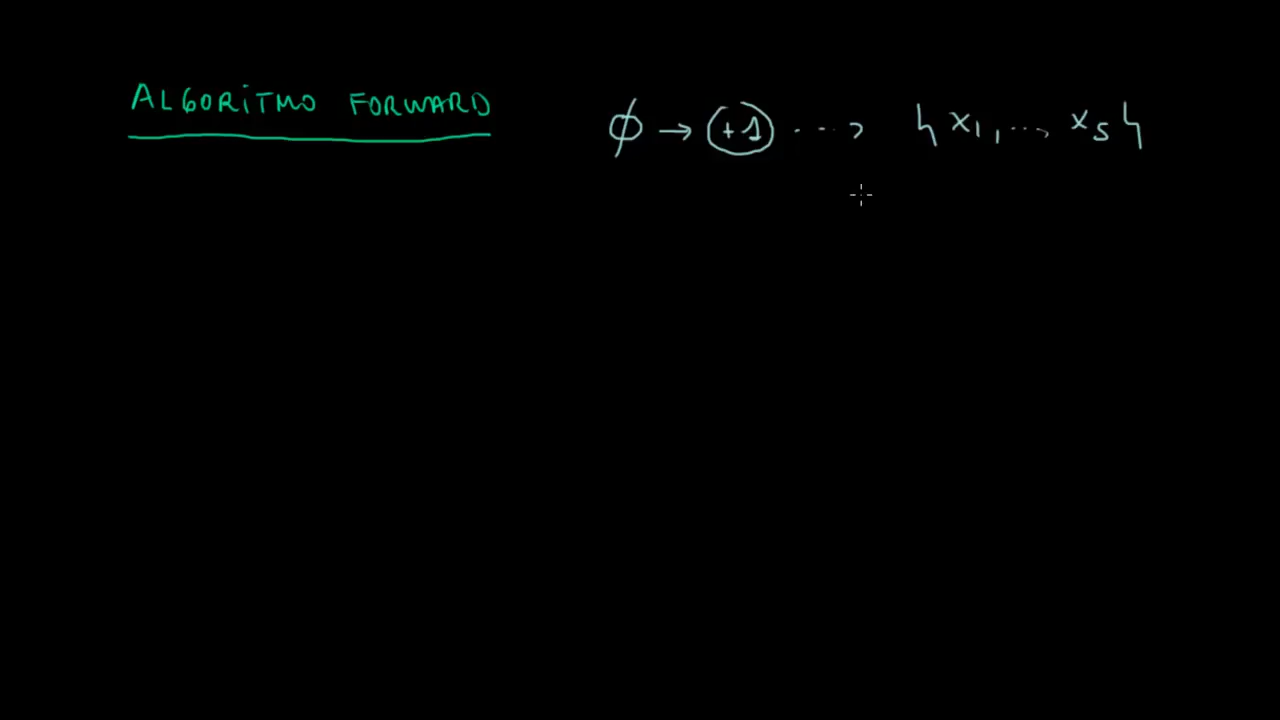 ALGORITMO FORWARD
∅ → (+1) ···→ {x1, ..., x5}